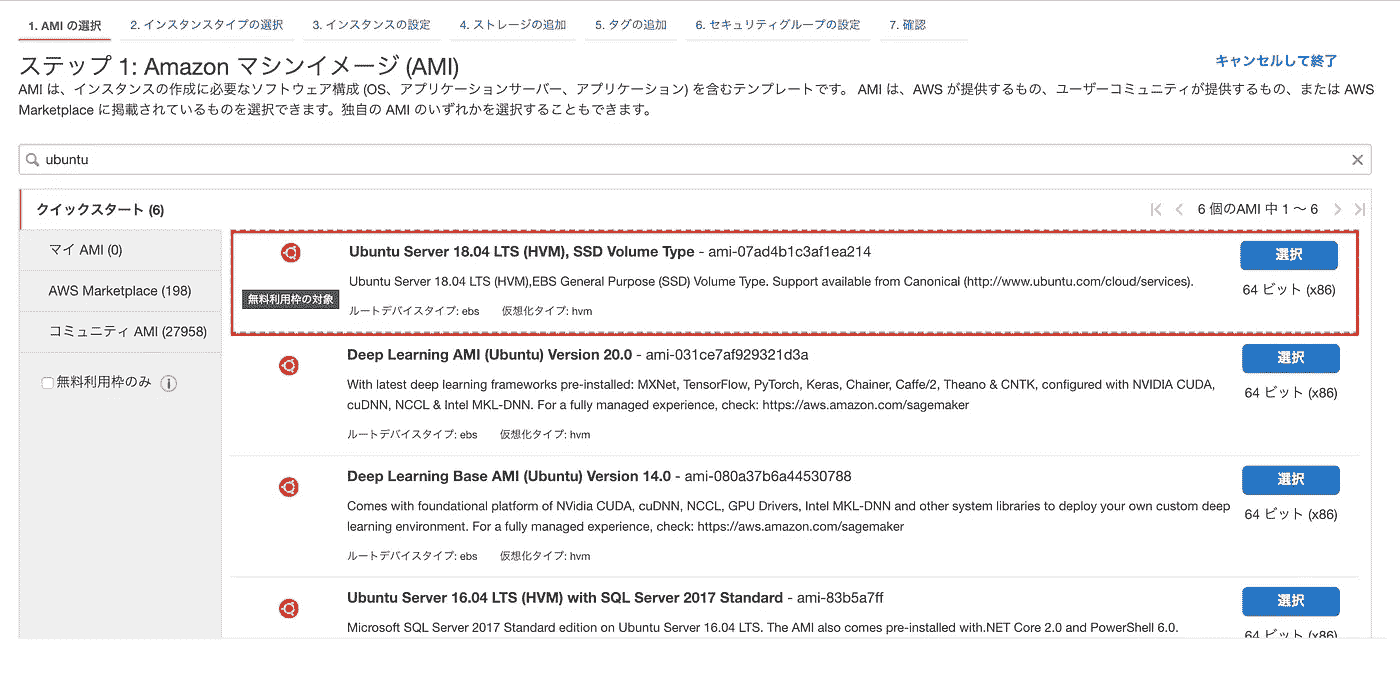 1. AMI の選択 2. インスタンスタイプの選択 3. インスタンスの設定 4. ストレージの追加 5. タグの追加 6. セキュリティグループの設定 7. 確認
ステップ 1: Amazon マシンイメージ (AMI)
キャンセルして終了
AMI は、インスタンスの作成に必要なソフトウェア構成 (OS、アプリケーションサーバー、アプリケーション) を含むテンプレートです。 AMI は、AWS が提供するもの、ユーザーコミュニティが提供するもの、または AWS
Marketplace に掲載されているものを選択できます。独自の AMI のいずれかを選択することもできます。
ubuntu
クイックスタート (6)
6 個のAMI 中 1 〜 6
マイ AMI (0)
AWS Marketplace (198)
コミュニティ AMI (27958)
無料利用枠のみ
Ubuntu Server 18.04 LTS (HVM), SSD Volume Type - ami-07ad4b1c3af1ea214
選択
Ubuntu Server 18.04 LTS (HVM),EBS General Purpose (SSD) Volume Type. Support available from Canonical (http://www.ubuntu.com/cloud/services).
64 ビット (x86)
無料利用枠の対象
ルートデバイスタイプ: ebs 仮想化タイプ: hvm
Deep Learning AMI (Ubuntu) Version 20.0 - ami-031ce7af929321d3a
選択
With latest deep learning frameworks pre-installed: MXNet, TensorFlow, PyTorch, Keras, Chainer, Caffe/2, Theano & CNTK, configured with NVIDIA CUDA,
64 ビット (x86)
cuDNN, NCCL & Intel MKL-DNN. For a fully managed experience, check: https://aws.amazon.com/sagemaker
ルートデバイスタイプ: ebs 仮想化タイプ: hvm
Deep Learning Base AMI (Ubuntu) Version 14.0 - ami-080a37b6a44530788
選択
Comes with foundational platform of NVidia CUDA, cuDNN, NCCL, GPU Drivers, Intel MKL-DNN and other system libraries to deploy your own custom deep
64 ビット (x86)
learning environment. For a fully managed experience, check: https://aws.amazon.com/sagemaker
ルートデバイスタイプ: ebs 仮想化タイプ: hvm
Ubuntu Server 16.04 LTS (HVM) with SQL Server 2017 Standard - ami-83b5a7ff
選択
Microsoft SQL Server 2017 Standard edition on Ubuntu Server 16.04 LTS. The AMI also comes pre-installed with.NET Core 2.0 and PowerShell 6.0.
64 ビット (x86)